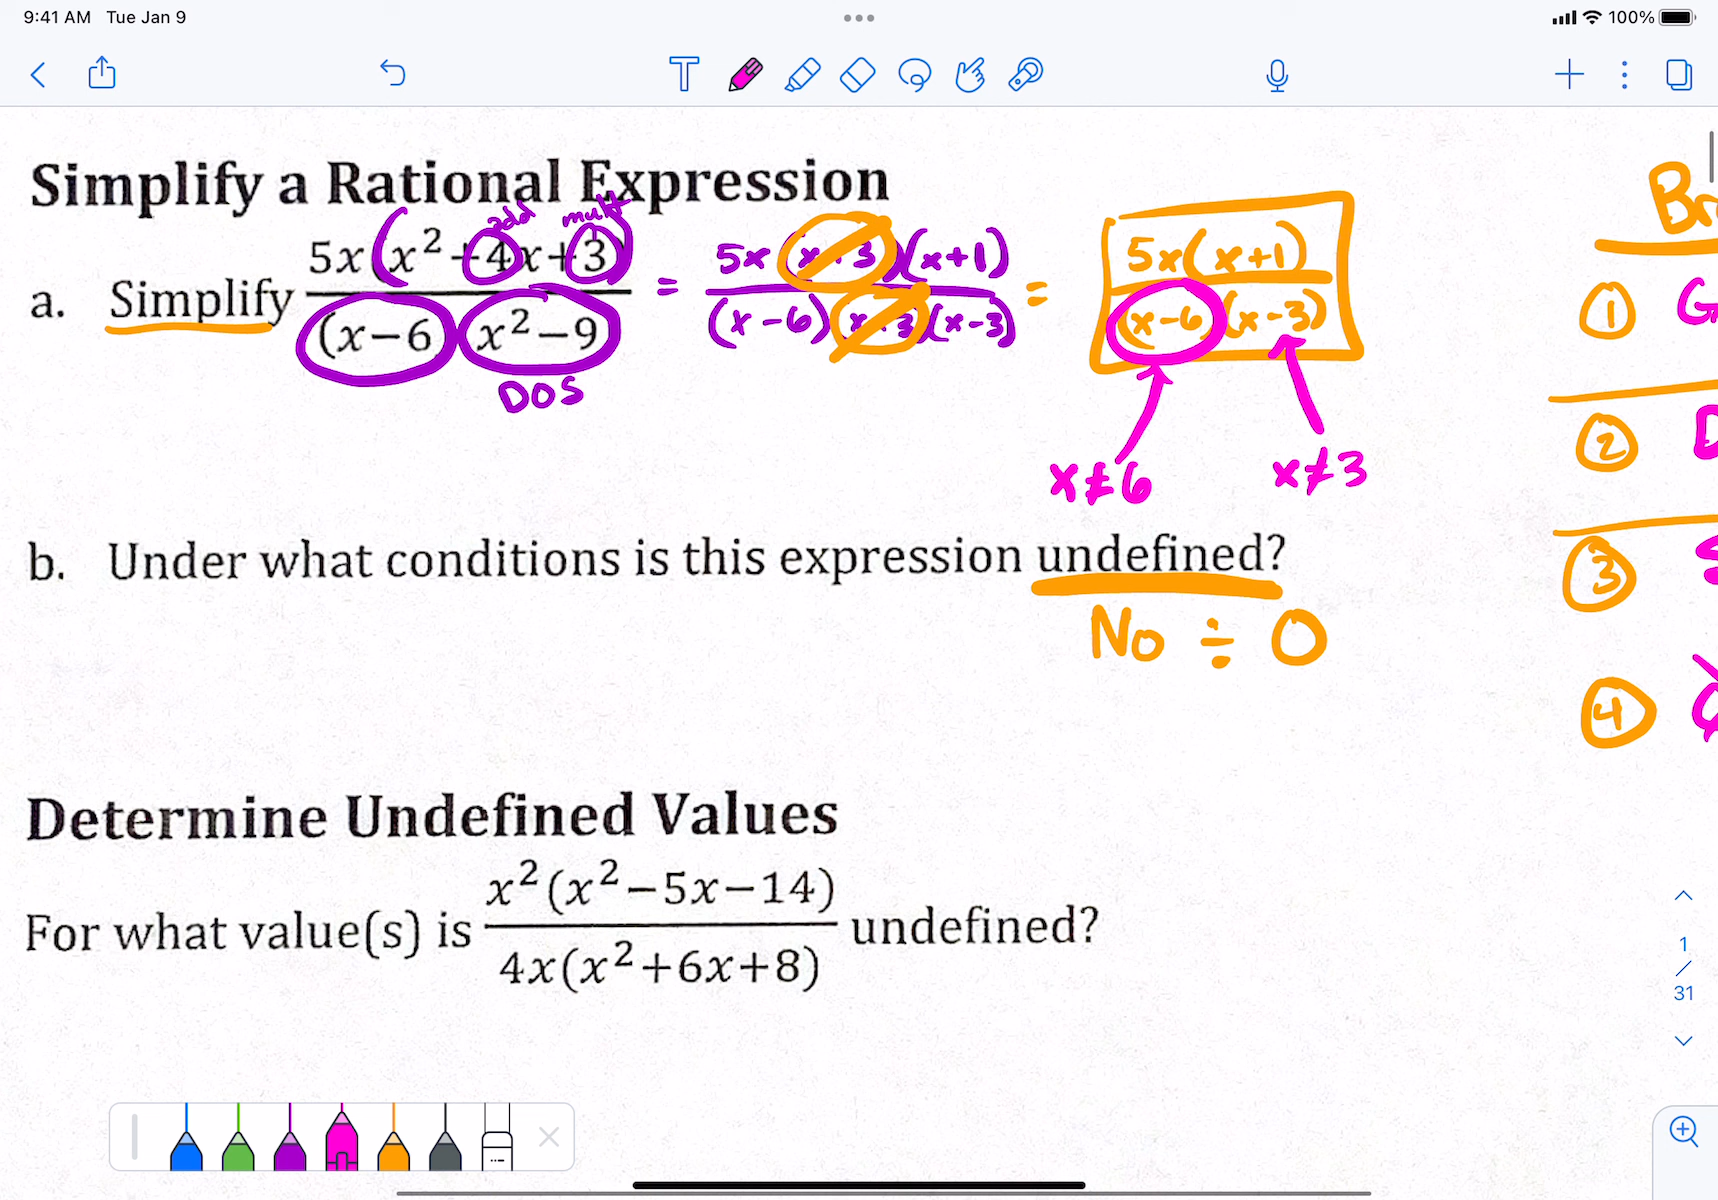 9:41 AM Tue Jan 9 100%
Simplify a Rational Expression
add mult
a. Simplify 5x(x²+4x+3) / (x−6)(x²−9) = 5x(x+3)(x+1) / (x−6)(x+3)(x−3) = 5x(x+1) / (x−6)(x−3)
DOS
x≠6 x≠3
b. Under what conditions is this expression undefined?
No ÷ 0
Determine Undefined Values
For what value(s) is x²(x²−5x−14) / 4x(x²+6x+8) undefined?
Br
① G
②
③
④
1
/
31